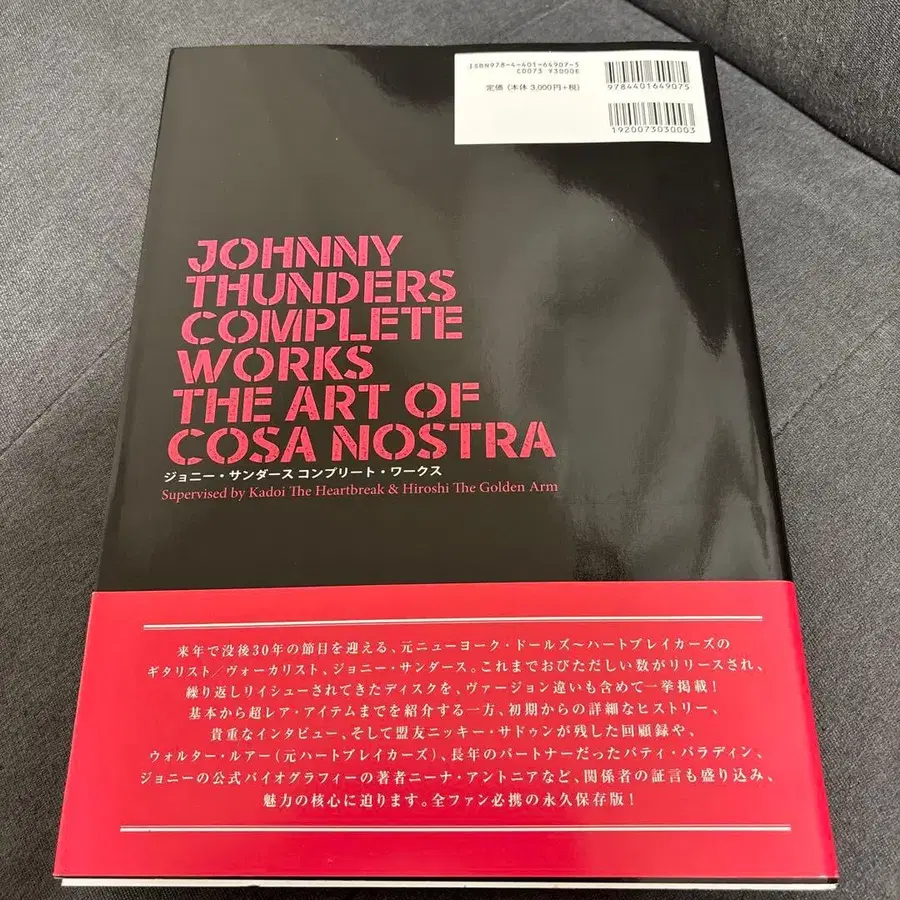 ISBN978-4-401-64907-5
C0073 ¥3000E
定価（本体3,000円+税）
9784401649075
1920073030003
JOHNNY
THUNDERS
COMPLETE
WORKS
THE ART OF
COSA NOSTRA
ジョニー・サンダース コンプリート・ワークス
Supervised by Kadoi The Heartbreak & Hiroshi The Golden Arm
来年で没後30年の節目を迎える、元ニューヨーク・ドールズ～ハートブレイカーズの
ギタリスト／ヴォーカリスト、ジョニー・サンダース。これまでおびただしい数がリリースされ、
繰り返しリイシューされてきたディスクを、ヴァージョン違いも含めて一挙掲載！
基本から超レア・アイテムまでを紹介する一方、初期からの詳細なヒストリー、
貴重なインタビュー、そして盟友ニッキー・サドゥンが残した回顧録や、
ウォルター・ルアー（元ハートブレイカーズ）、長年のパートナーだったパティ・パラディン、
ジョニーの公式バイオグラフィーの著者ニーナ・アントニアなど、関係者の証言も盛り込み、
魅力の核心に迫ります。全ファン必携の永久保存版！